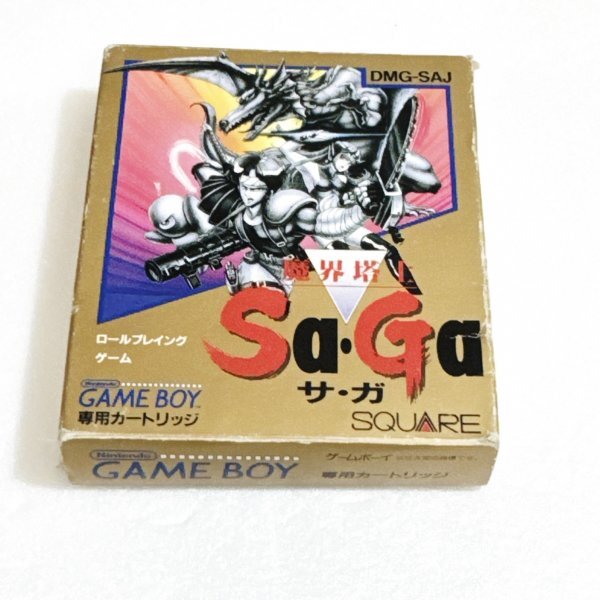 DMG-SAJ
魔界塔士
Sa・Ga
サ・ガ
ロールプレイング
ゲーム
Nintendo
GAME BOY
専用カートリッジ
SQUARE
Nintendo
GAME BOY
ゲームボーイ
専用カートリッジ